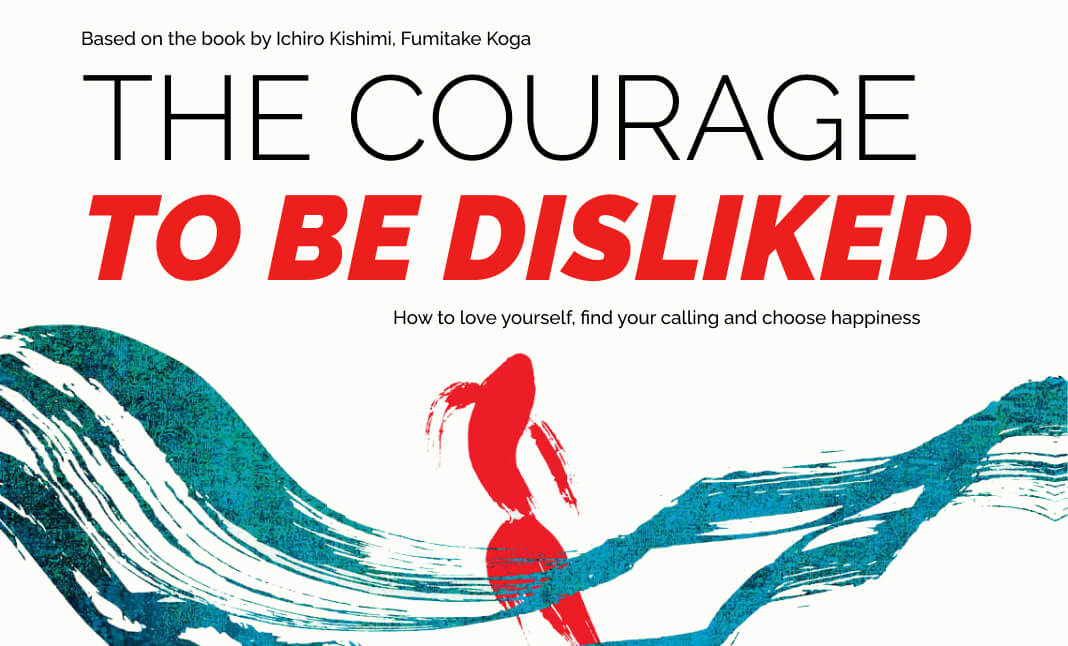 Based on the book by Ichiro Kishimi, Fumitake Koga
THE COURAGE
TO BE DISLIKED
How to love yourself, find your calling and choose happiness